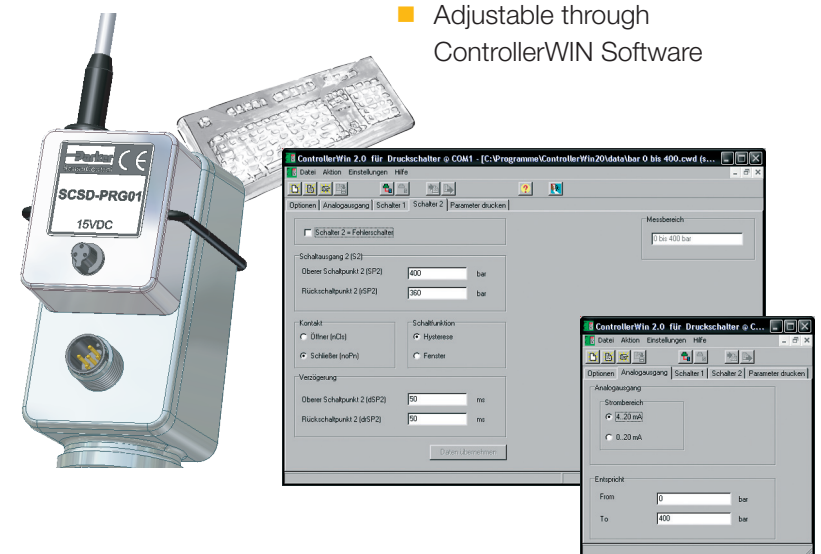 Adjustable through
ControllerWIN Software
Parker
SCSD-PRG01
15VDC
ControllerWin 2.0 für Druckschalter @ COM1 - [C:\Programme\ControllerWin20\data\bar 0 bis 400.cwd (s...
Datei Aktion Einstellungen Hilfe
Optionen Analogausgang Schalter 1 Schalter 2 Parameter drucken
Schalter 2 = Fehlerschalter
Messbereich
0 bis 400 bar
Schaltausgang 2 (S2)
Oberer Schaltpunkt 2 (SP2) 400 bar
Rückschaltpunkt 2 (rSP2) 360 bar
Kontakt
Öffner (nCls)
Schließer (noPn)
Schaltfunktion
Hysterese
Fenster
Verzögerung
Oberer Schaltpunkt 2 (dSP2) 50 ms
Rückschaltpunkt 2 (drSP2) 50 ms
Daten übernehmen
ControllerWin 2.0 für Druckschalter @ C...
Datei Aktion Einstellungen Hilfe
Optionen Analogausgang Schalter 1 Schalter 2 Parameter drucken
Analogausgang
Strombereich
4..20 mA
0..20 mA
Entspricht
From 0 bar
To 400 bar